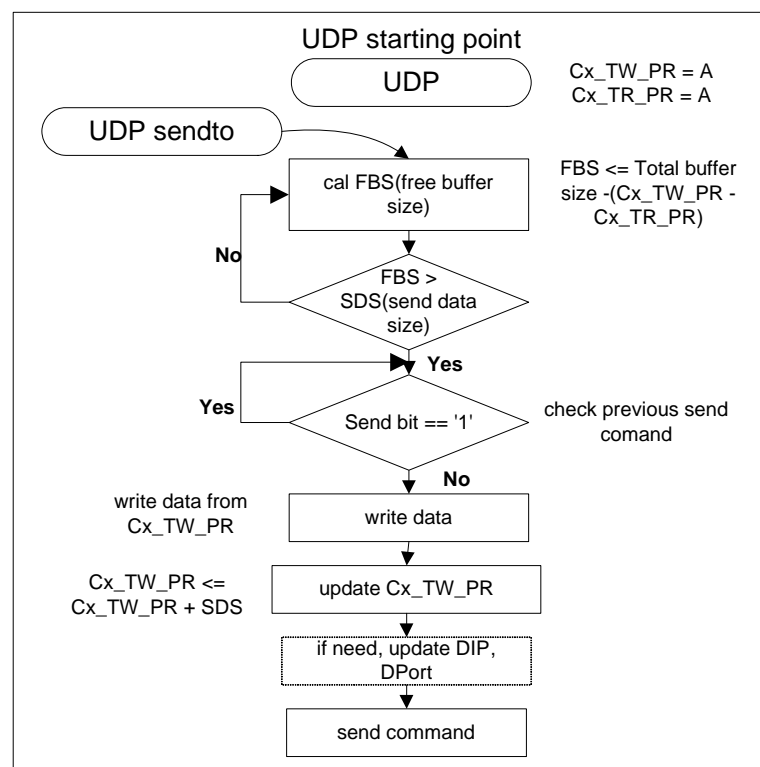 UDP starting point
UDP
Cx_TW_PR = A
Cx_TR_PR = A
UDP sendto
cal FBS(free buffer
size)
FBS <= Total buffer
size -(Cx_TW_PR -
Cx_TR_PR)
No
FBS >
SDS(send data
size)
Yes
Yes
Send bit == '1'
check previous send
comand
No
write data from
Cx_TW_PR
write data
Cx_TW_PR <=
Cx_TW_PR + SDS
update Cx_TW_PR
if need, update DIP,
DPort
send command